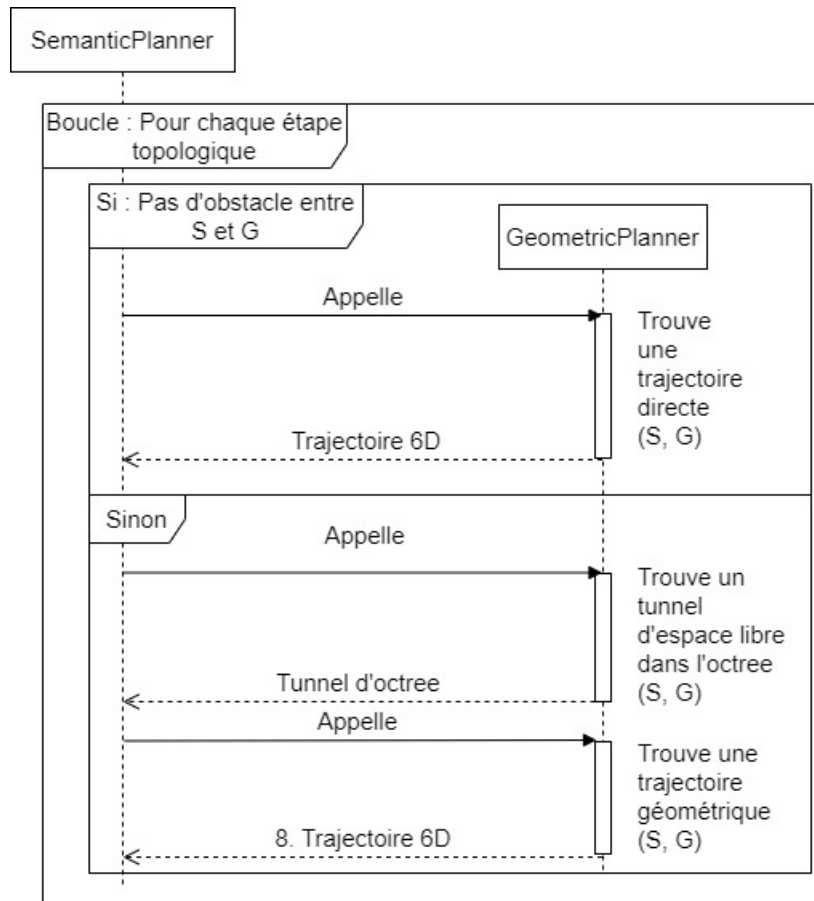 SemanticPlanner
Boucle : Pour chaque étape
topologique
Si : Pas d'obstacle entre
S et G
GeometricPlanner
Appelle
Trouve
une
trajectoire
directe
(S, G)
Trajectoire 6D
Sinon
Appelle
Trouve un
tunnel
d'espace libre
dans l'octree
(S, G)
Tunnel d'octree
Appelle
Trouve une
trajectoire
géométrique
(S, G)
8. Trajectoire 6D